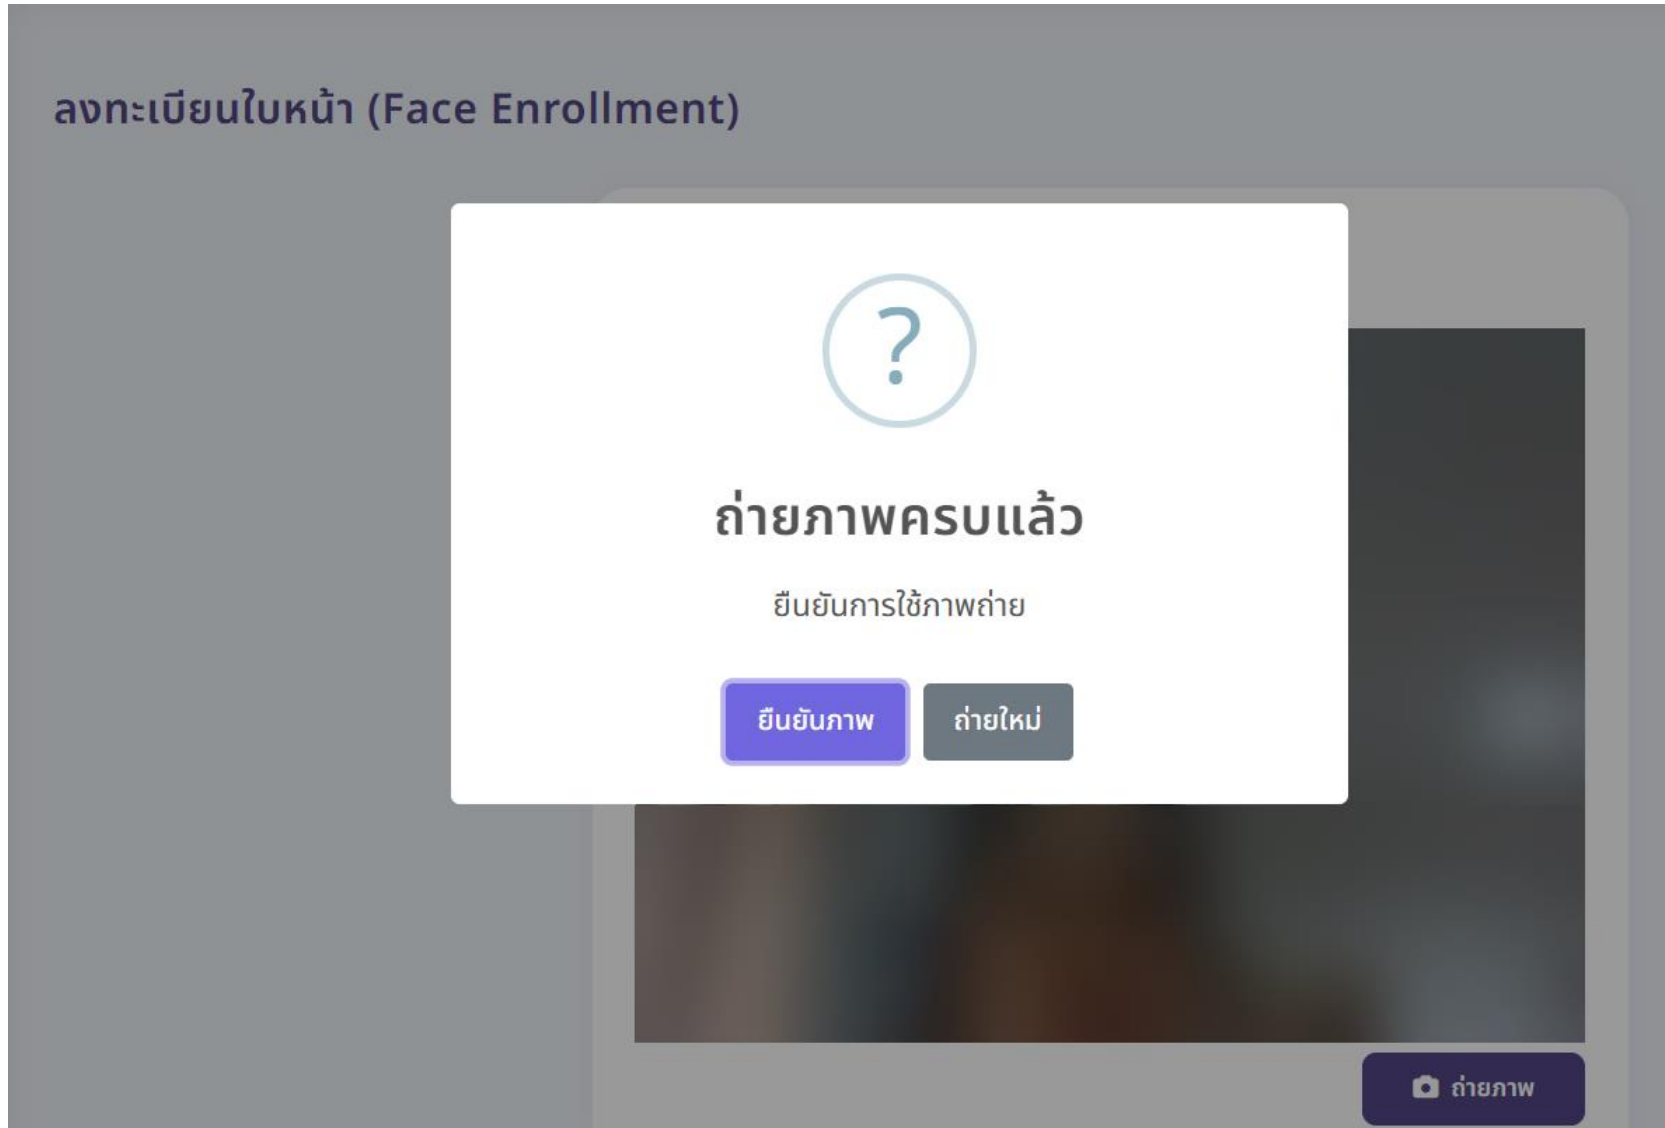 ลงทะเบียนใบหน้า (Face Enrollment)
?
ถ่ายภาพครบแล้ว
ยืนยันการใช้ภาพถ่าย
ยืนยันภาพ
ถ่ายใหม่
ถ่ายภาพ